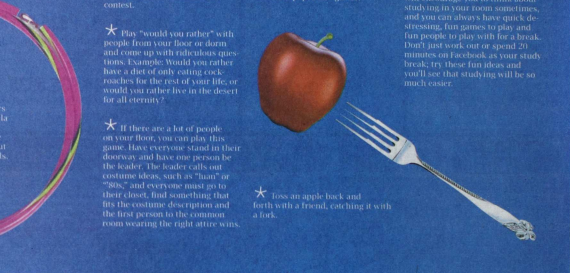 contest.
* Play "would you rather" with
people from your floor or dorm
and come up with ridiculous ques-
tions. Example: Would you rather
have a diet of only eating cock-
roaches for the rest of your life, or
would you rather live in the desert
for all eternity?
* If there are a lot of people
on your floor, you can play this
game. Have everyone stand in their
doorway and have one person be
the leader. The leader calls out
costume ideas, such as "luau" or
"'80s," and everyone must go to
their closet, find something that
fits the costume description and
the first person to the common
room wearing the right attire wins.
* Toss an apple back and
forth with a friend, catching it with
a fork.
studying in your room sometimes,
and you can always have quick de-
stressing, fun games to play and
fun people to play with for a break.
Don't just work out or spend 20
minutes on Facebook as your study
break; try these fun ideas and
you'll see that studying will be so
much easier.